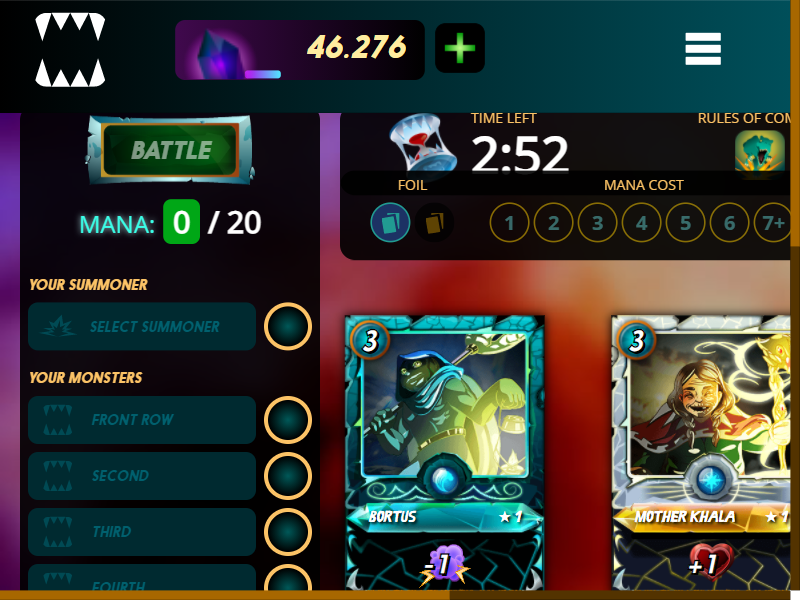 46.276
BATTLE
MANA: 0 / 20
YOUR SUMMONER
SELECT SUMMONER
YOUR MONSTERS
FRONT ROW
SECOND
THIRD
FOURTH
TIME LEFT
2:52
RULES OF COM
FOIL
MANA COST
1 2 3 4 5 6 7+
3
BORTUS ★ 1
-1
3
MOTHER KHALA ★ 1
+1